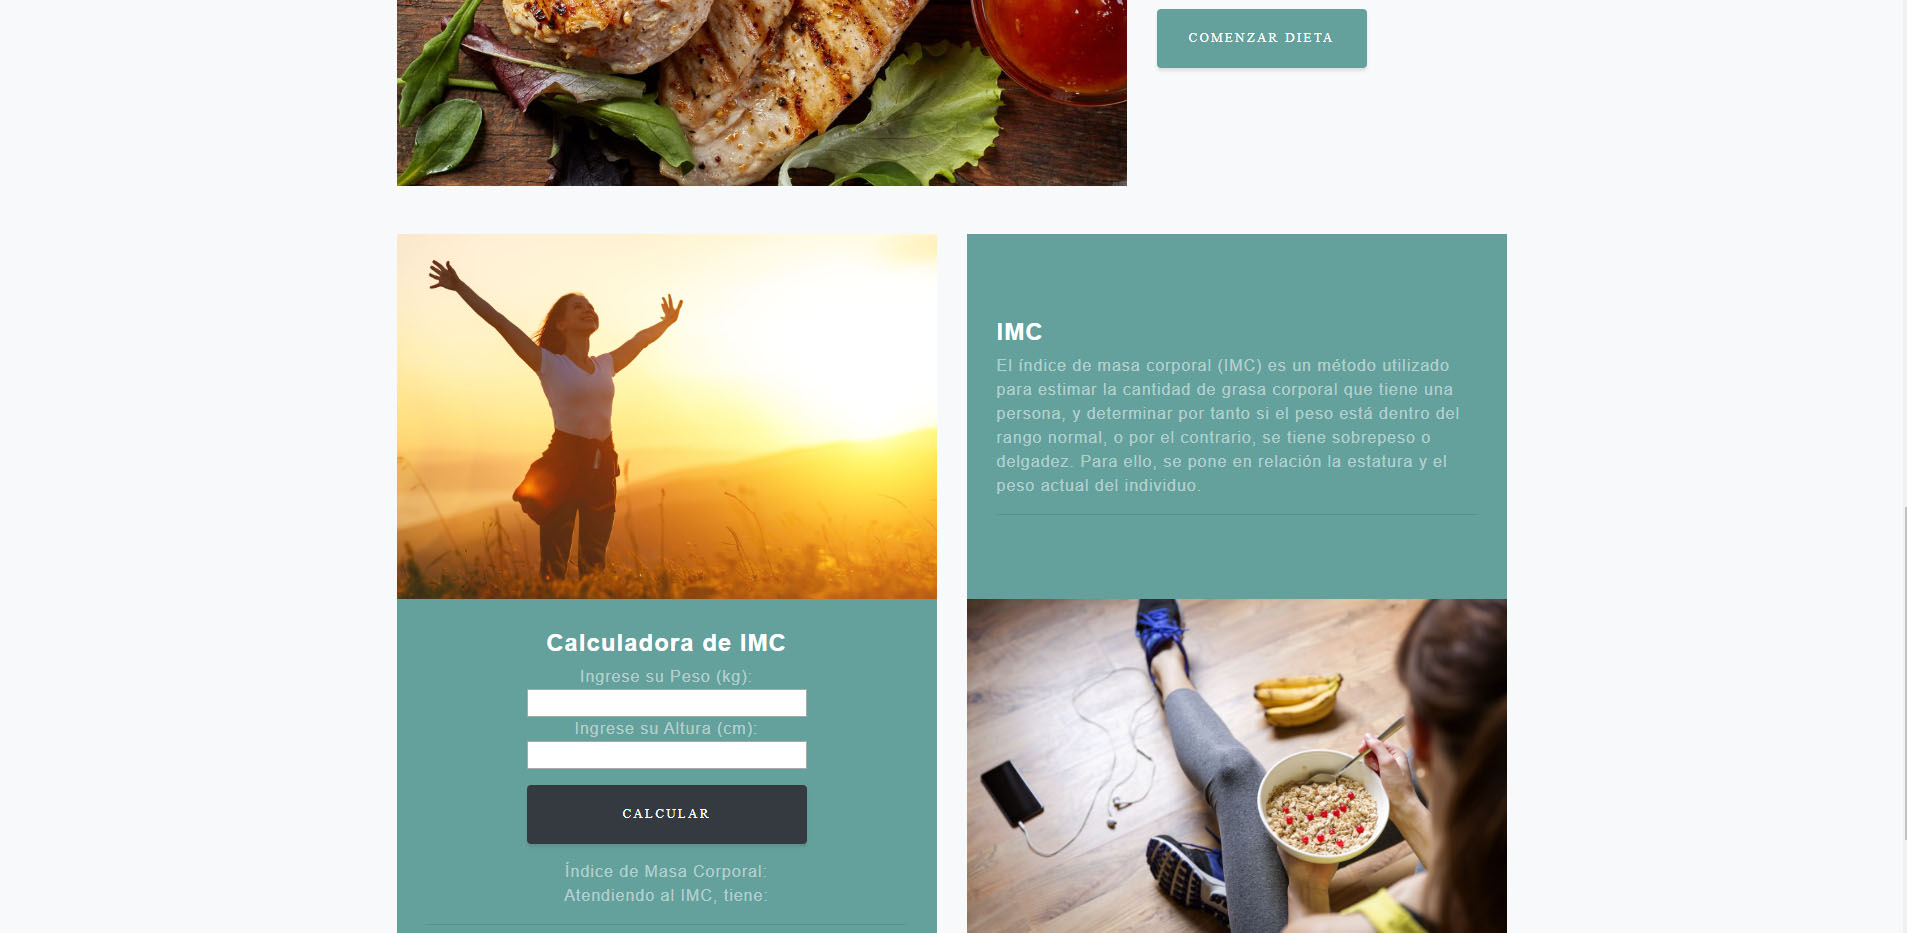 COMENZAR DIETA
IMC
El índice de masa corporal (IMC) es un método utilizado
para estimar la cantidad de grasa corporal que tiene una
persona, y determinar por tanto si el peso está dentro del
rango normal, o por el contrario, se tiene sobrepeso o
delgadez. Para ello, se pone en relación la estatura y el
peso actual del individuo.
Calculadora de IMC
Ingrese su Peso (kg):
Ingrese su Altura (cm):
CALCULAR
Índice de Masa Corporal:
Atendiendo al IMC, tiene: